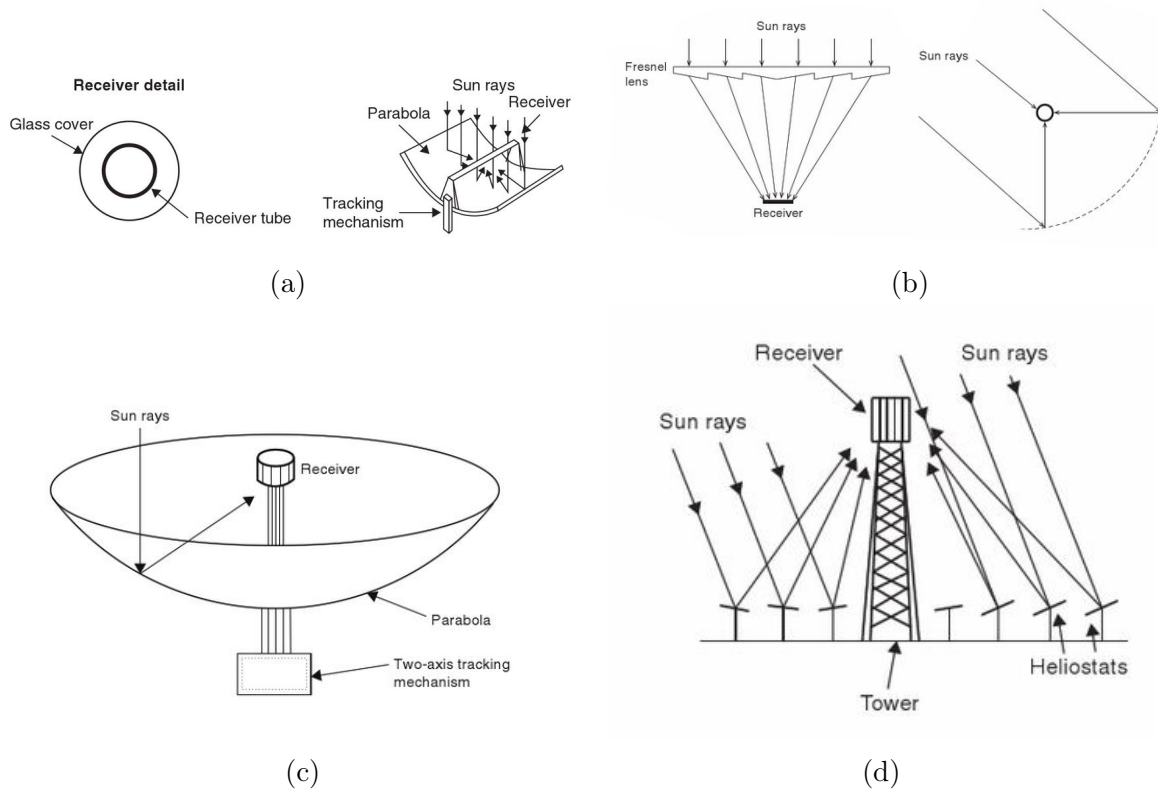 Receiver detail
Glass cover
Receiver tube
Sun rays
Parabola
Receiver
Tracking
mechanism
(a)
Sun rays
Fresnel
lens
Receiver
Sun rays
(b)
Sun rays
Receiver
Parabola
Two-axis tracking
mechanism
(c)
Receiver
Sun rays
Sun rays
Heliostats
Tower
(d)